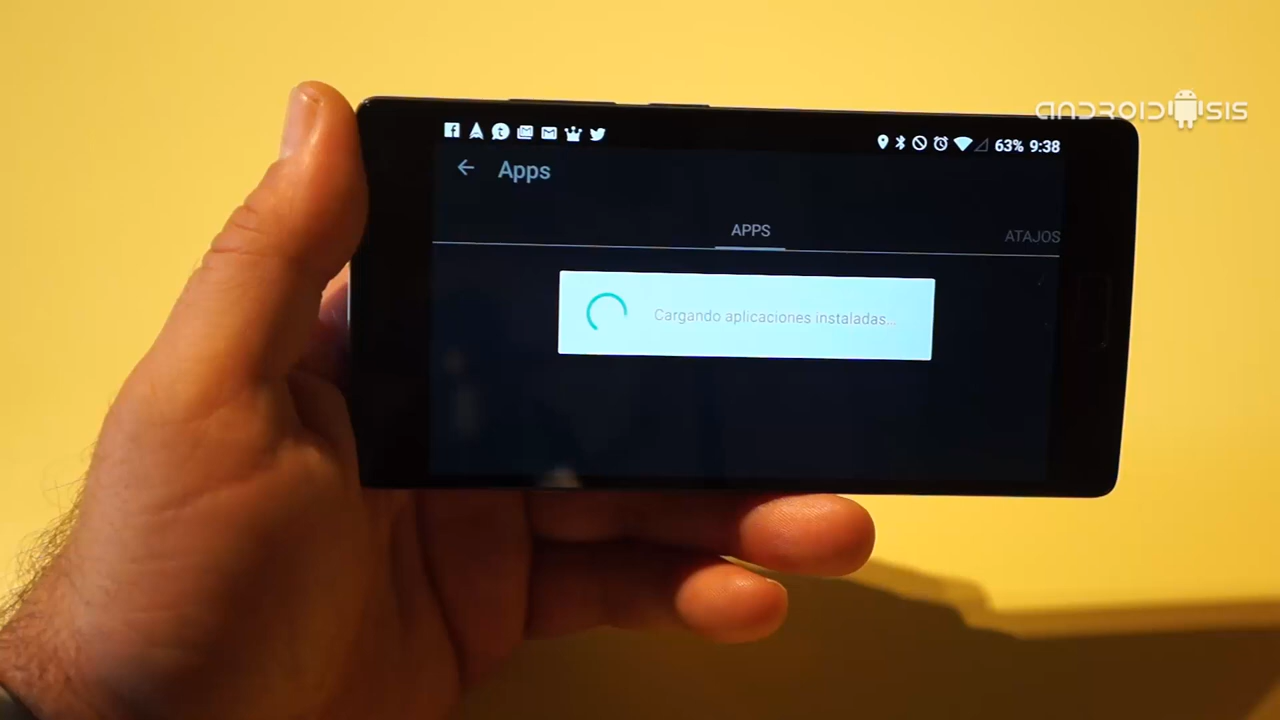 ANDROIDSIS
63% 9:38
Apps
APPS
ATAJOS
Cargando aplicaciones instaladas...